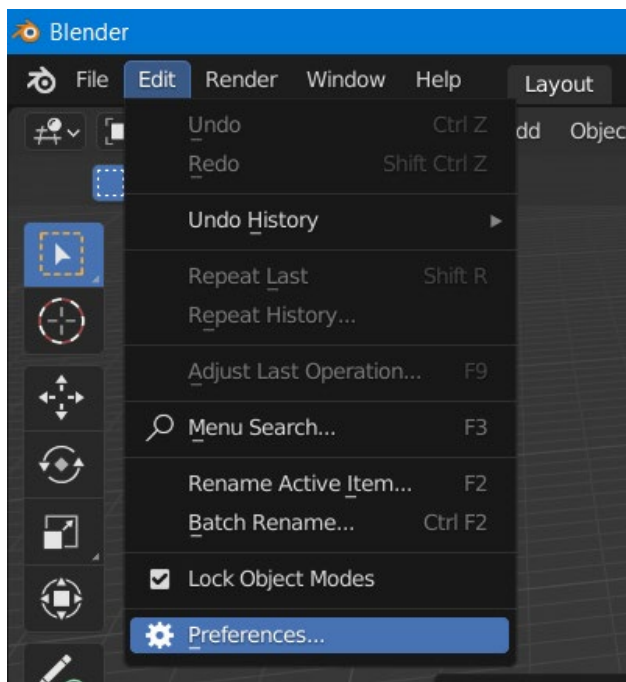 Blender
File Edit Render Window Help Layout
Undo Ctrl Z
Redo Shift Ctrl Z
Undo History
Repeat Last Shift R
Repeat History...
Adjust Last Operation... F9
Menu Search... F3
Rename Active Item... F2
Batch Rename... Ctrl F2
Lock Object Modes
Preferences...
dd Objec